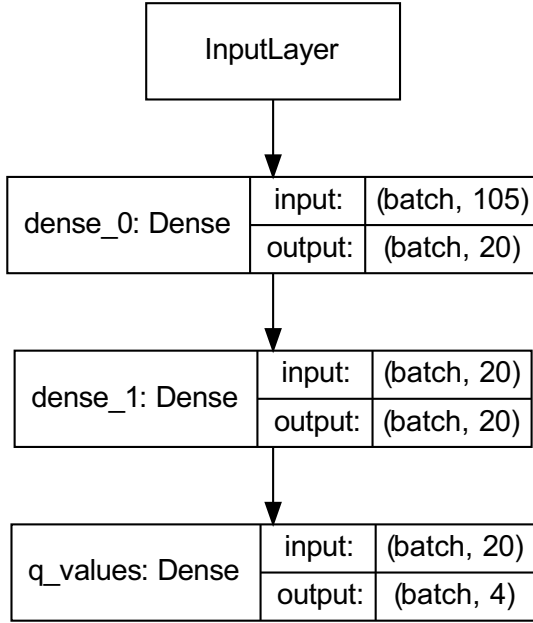 InputLayer
dense_0: Dense
input:
(batch, 105)
output:
(batch, 20)
dense_1: Dense
input:
(batch, 20)
output:
(batch, 20)
q_values: Dense
input:
(batch, 20)
output:
(batch, 4)